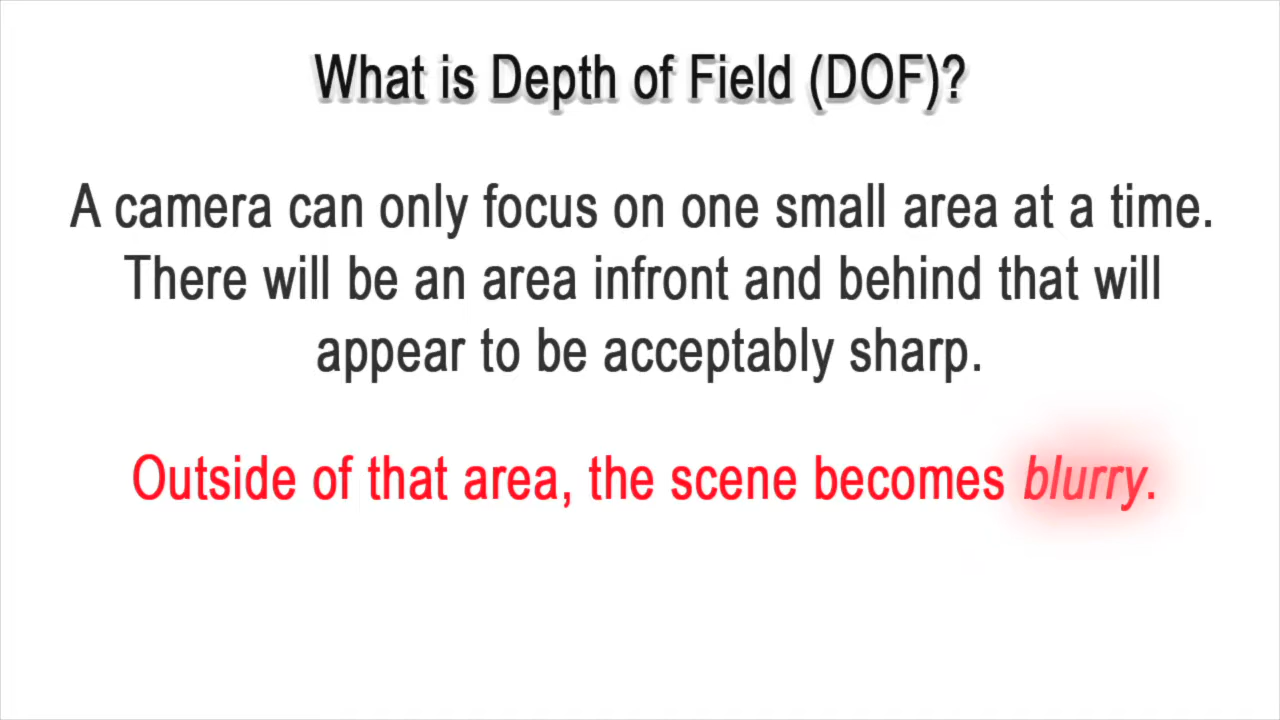 What is Depth of Field (DOF)?
A camera can only focus on one small area at a time.
There will be an area infront and behind that will
appear to be acceptably sharp.
Outside of that area, the scene becomes blurry.